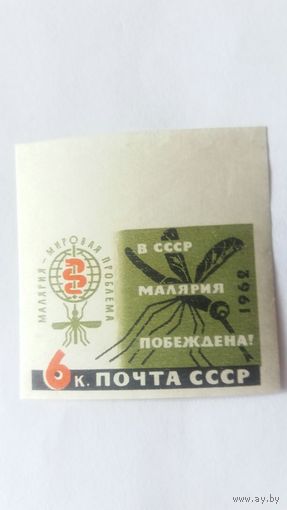 МАЛЯРИЯ – МИРОВАЯ ПРОБЛЕМА
В СССР
МАЛЯРИЯ
ПОБЕЖДЕНА!
1962
6 к. ПОЧТА СССР
www.ay.by